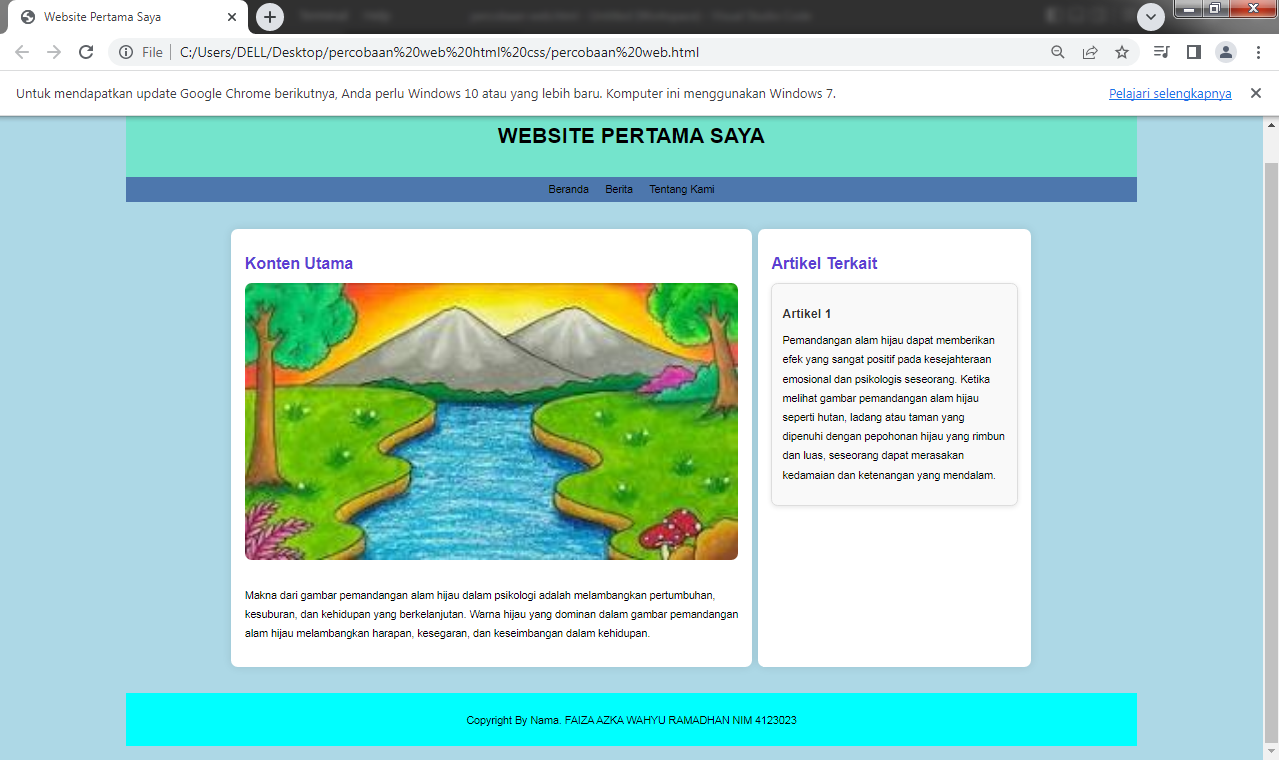 Website Pertama Saya
File
C:/Users/DELL/Desktop/percobaan%20web%20html%20css/percobaan%20web.html
Untuk mendapatkan update Google Chrome berikutnya, Anda perlu Windows 10 atau yang lebih baru. Komputer ini menggunakan Windows 7.
Pelajari selengkapnya
WEBSITE PERTAMA SAYA
Beranda Berita Tentang Kami
Konten Utama
Makna dari gambar pemandangan alam hijau dalam psikologi adalah melambangkan pertumbuhan,
kesuburan, dan kehidupan yang berkelanjutan. Warna hijau yang dominan dalam gambar pemandangan
alam hijau melambangkan harapan, kesegaran, dan keseimbangan dalam kehidupan.
Artikel Terkait
Artikel 1
Pemandangan alam hijau dapat memberikan
efek yang sangat positif pada kesejahteraan
emosional dan psikologis seseorang. Ketika
melihat gambar pemandangan alam hijau
seperti hutan, ladang atau taman yang
dipenuhi dengan pepohonan hijau yang rimbun
dan luas, seseorang dapat merasakan
kedamaian dan ketenangan yang mendalam.
Copyright By Nama. FAIZA AZKA WAHYU RAMADHAN NIM 4123023